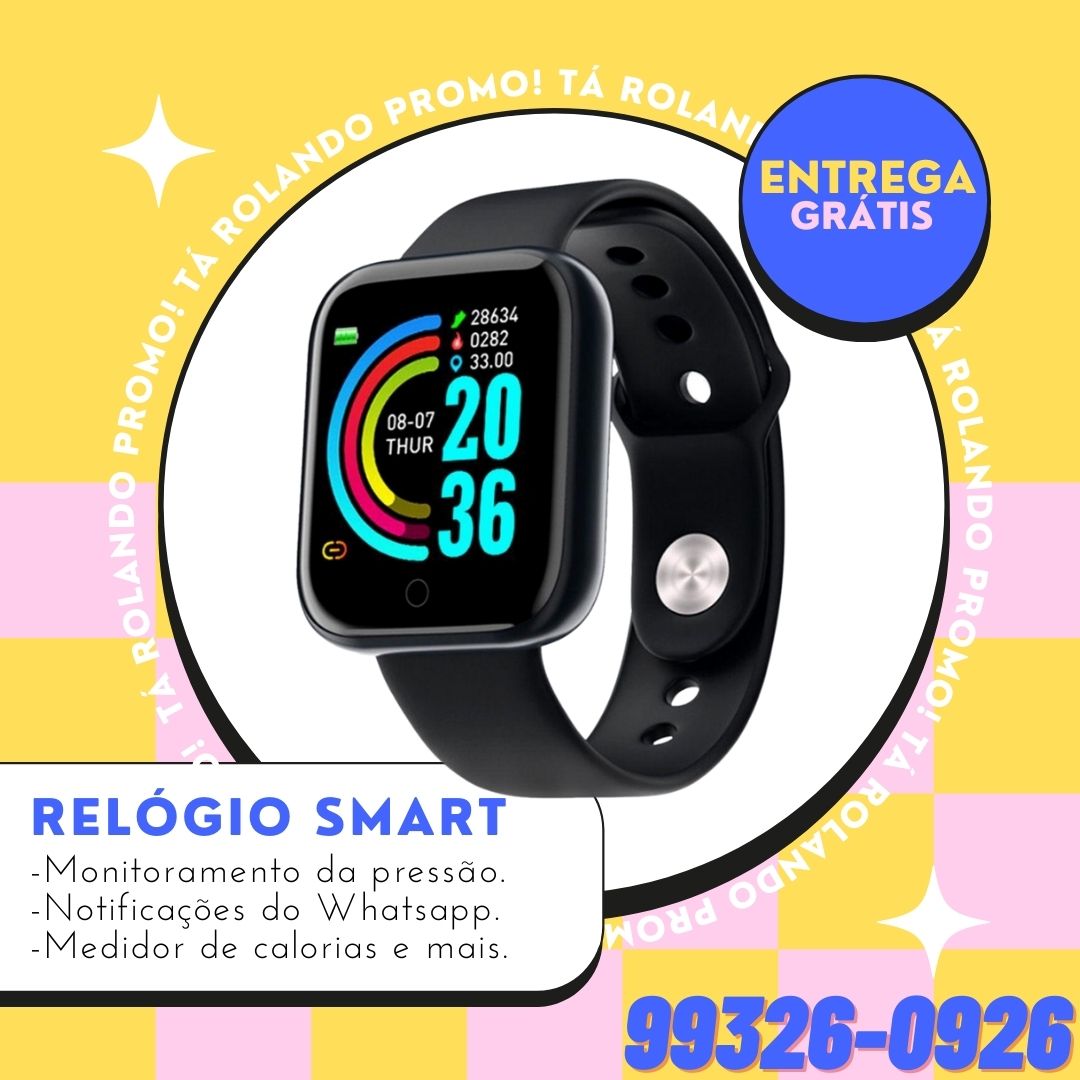 TÁ ROLANDO PROMO! TÁ ROLANDO PROMO! TÁ ROLANDO PROMO! TÁ ROLANDO PROMO! TÁ ROLANDO PROM
ENTREGA
GRÁTIS
28634
0282
33.00
08-07
THUR
20
36
RELÓGIO SMART
-Monitoramento da pressão.
-Notificações do Whatsapp.
-Medidor de calorias e mais.
99326-0926